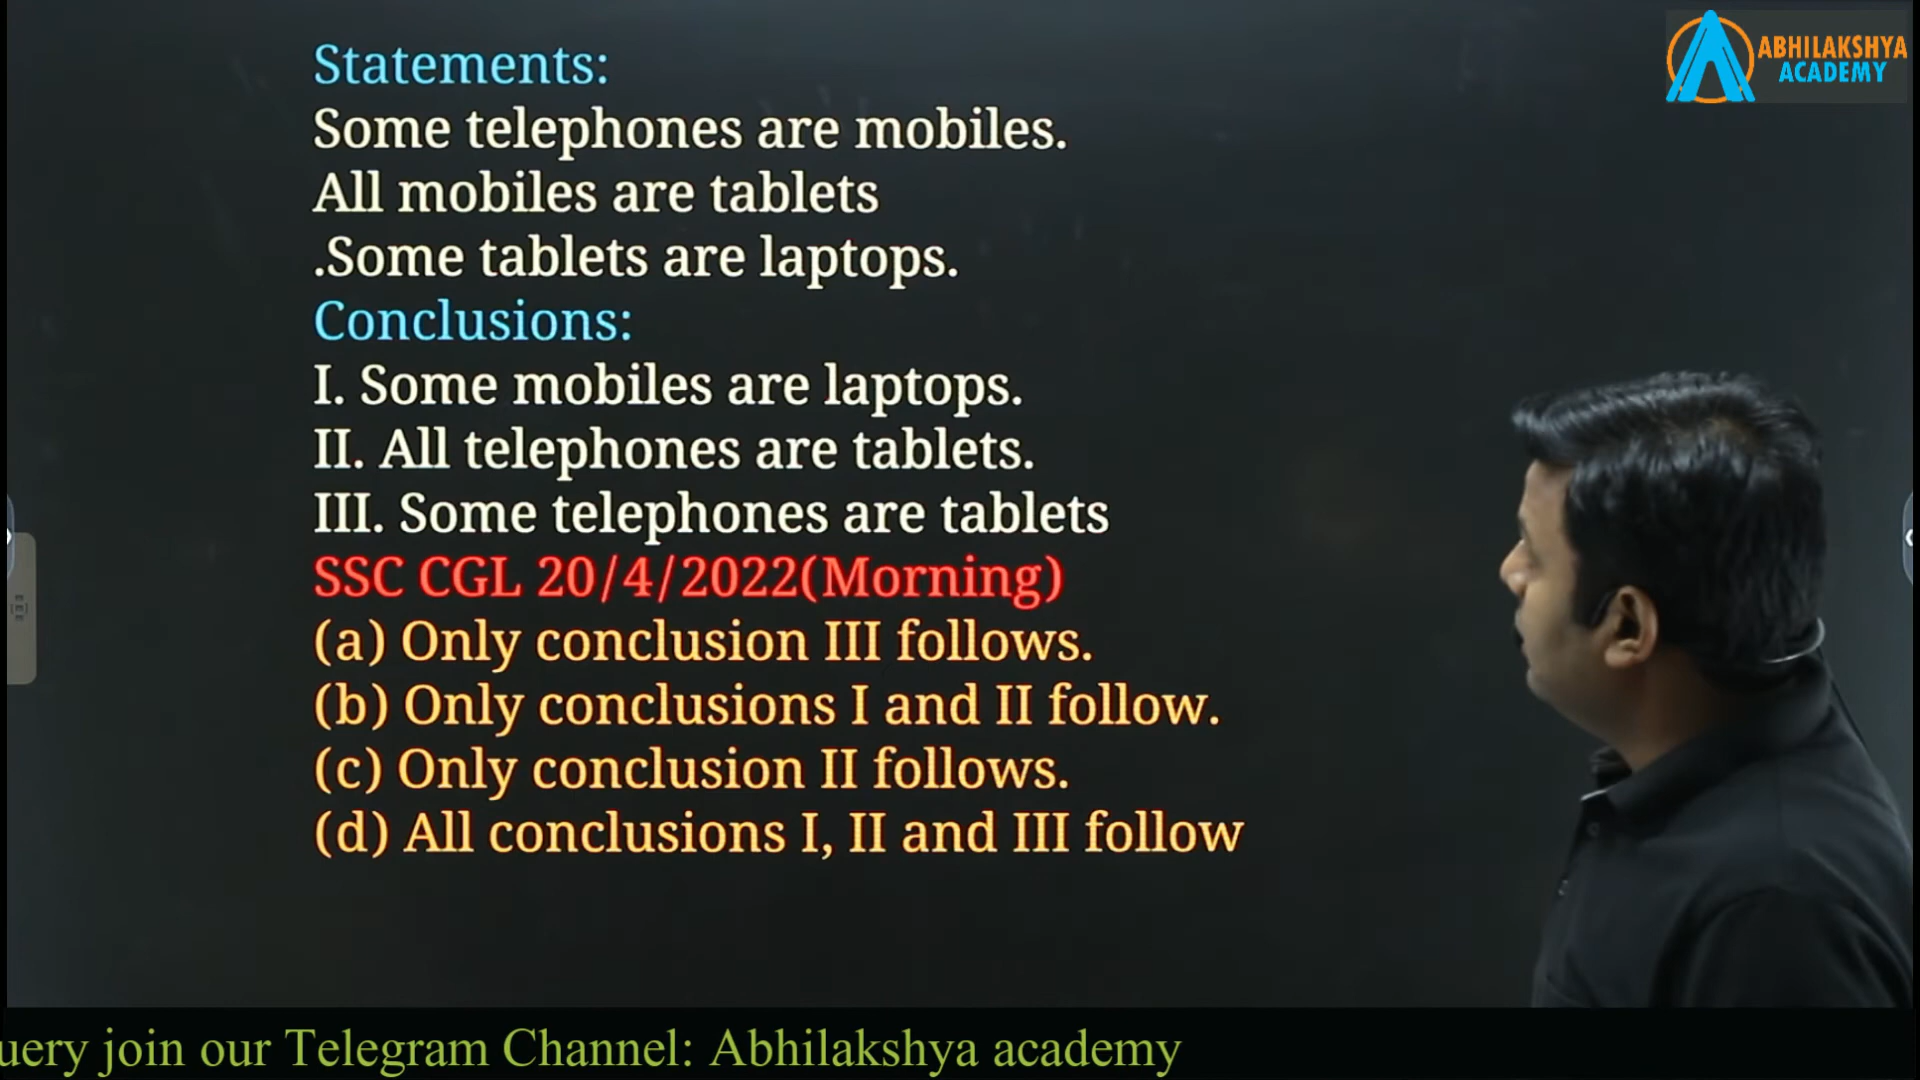 ABHILAKSHYA
ACADEMY
Statements:
Some telephones are mobiles.
All mobiles are tablets
.Some tablets are laptops.
Conclusions:
I. Some mobiles are laptops.
II. All telephones are tablets.
III. Some telephones are tablets
SSC CGL 20/4/2022(Morning)
(a) Only conclusion III follows.
(b) Only conclusions I and II follow.
(c) Only conclusion II follows.
(d) All conclusions I, II and III follow
uery join our Telegram Channel: Abhilakshya academy